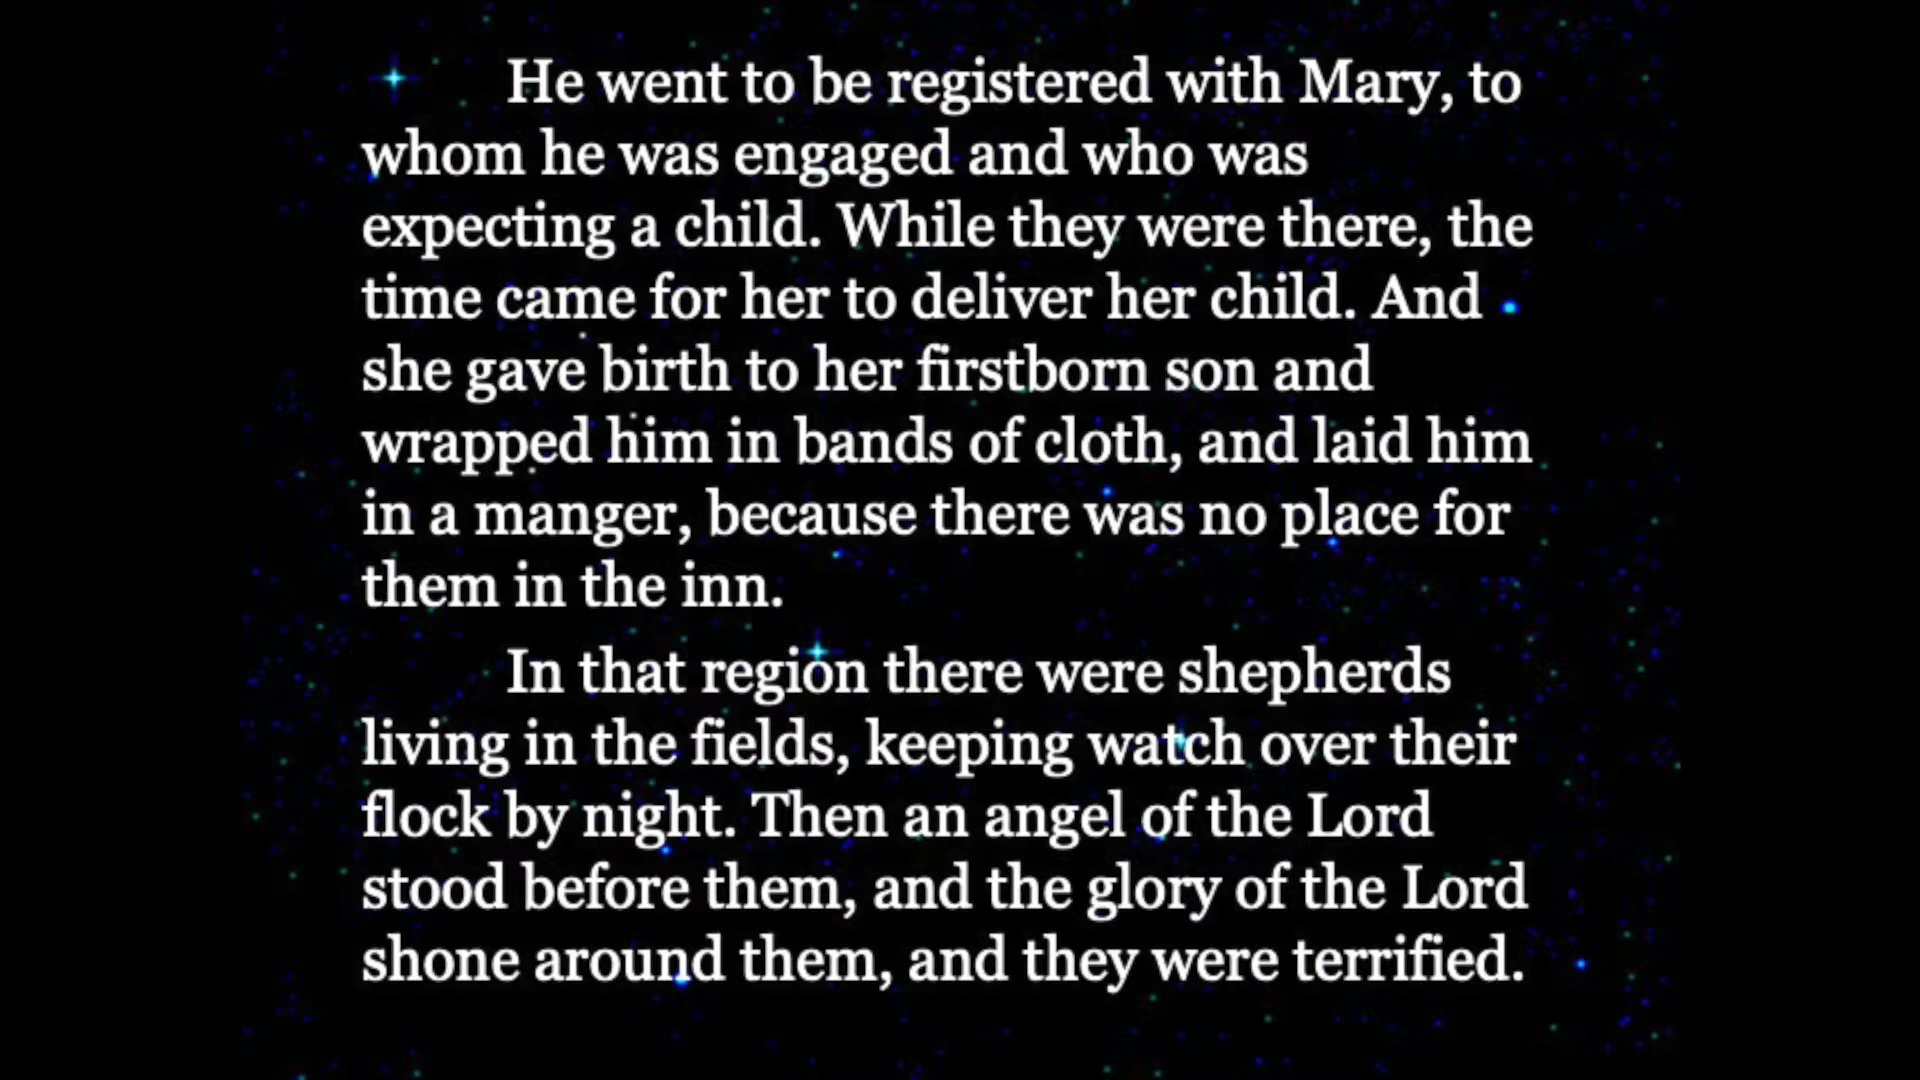 He went to be registered with Mary, to
whom he was engaged and who was
expecting a child. While they were there, the
time came for her to deliver her child. And
she gave birth to her firstborn son and
wrapped him in bands of cloth, and laid him
in a manger, because there was no place for
them in the inn.
In that region there were shepherds
living in the fields, keeping watch over their
flock by night. Then an angel of the Lord
stood before them, and the glory of the Lord
shone around them, and they were terrified.